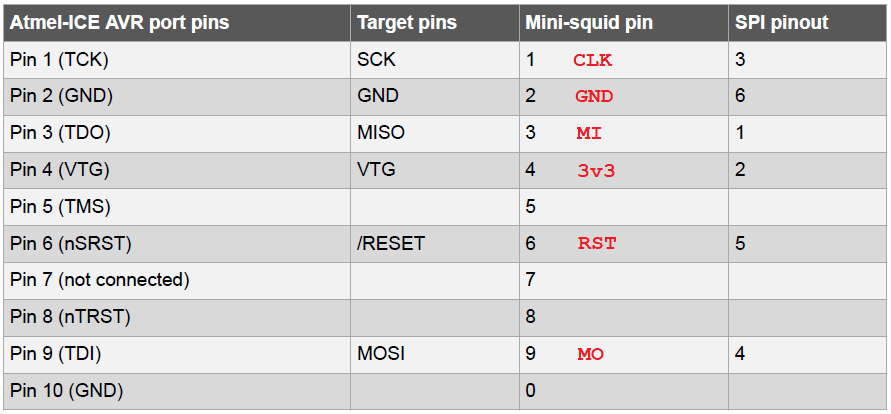 Atmel-ICE AVR port pins Target pins Mini-squid pin SPI pinout
Pin 1 (TCK) SCK 1 CLK 3
Pin 2 (GND) GND 2 GND 6
Pin 3 (TDO) MISO 3 MI 1
Pin 4 (VTG) VTG 4 3v3 2
Pin 5 (TMS) 5
Pin 6 (nSRST) /RESET 6 RST 5
Pin 7 (not connected) 7
Pin 8 (nTRST) 8
Pin 9 (TDI) MOSI 9 MO 4
Pin 10 (GND) 0